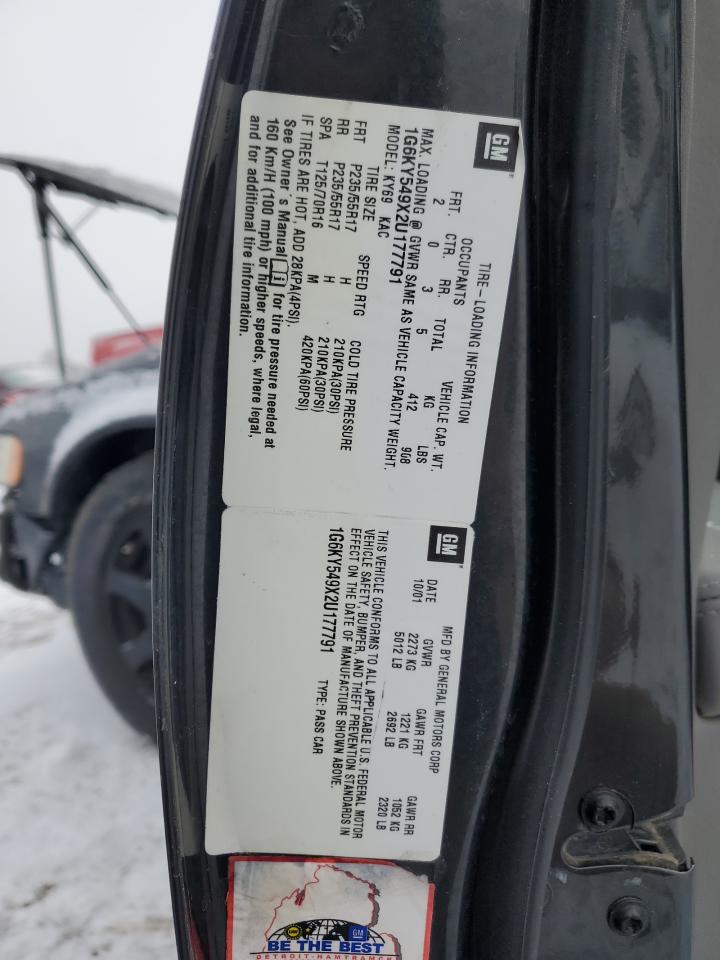 GM
TIRE-LOADING INFORMATION
OCCUPANTS VEHICLE CAP. WT.
FRT. CTR. RR. TOTAL KG LBS
2 0 3 5 412 908
MAX. LOADING @ GVWR SAME AS VEHICLE CAPACITY WEIGHT.
1G6KY549X2U177791
MODEL: KY69 KAC
TIRE SIZE SPEED RTG COLD TIRE PRESSURE
FRT P235/55R17 H 210KPA(30PSI)
RR P235/55R17 H 210KPA(30PSI)
SPA T125/70R16 M 420KPA(60PSI)
IF TIRES ARE HOT, ADD 28KPA(4PSI).
See Owner's Manual for tire pressure needed at
160 Km/H (100 mph) or higher speeds, where legal,
and for additional tire information.
GM
MFD BY GENERAL MOTORS CORP
DATE GVWR GAWR FRT GAWR RR
10/01 2273 KG 1221 KG 1052 KG
5012 LB 2692 LB 2320 LB
THIS VEHICLE CONFORMS TO ALL APPLICABLE U.S. FEDERAL MOTOR
VEHICLE SAFETY, BUMPER, AND THEFT PREVENTION STANDARDS IN
EFFECT ON THE DATE OF MANUFACTURE SHOWN ABOVE.
1G6KY549X2U177791 TYPE: PASS CAR
GM
BE THE BEST
DETROIT-HAMTRAMCK